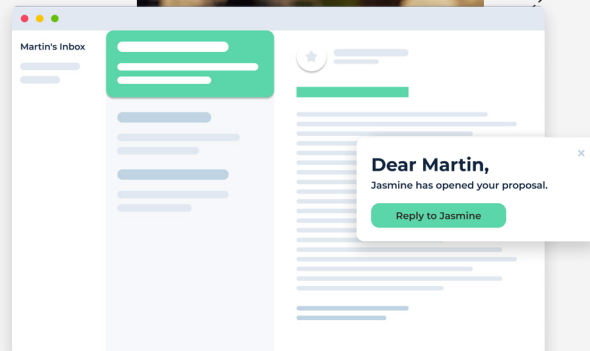 Martin's Inbox
Dear Martin,
Jasmine has opened your proposal.
Reply to Jasmine